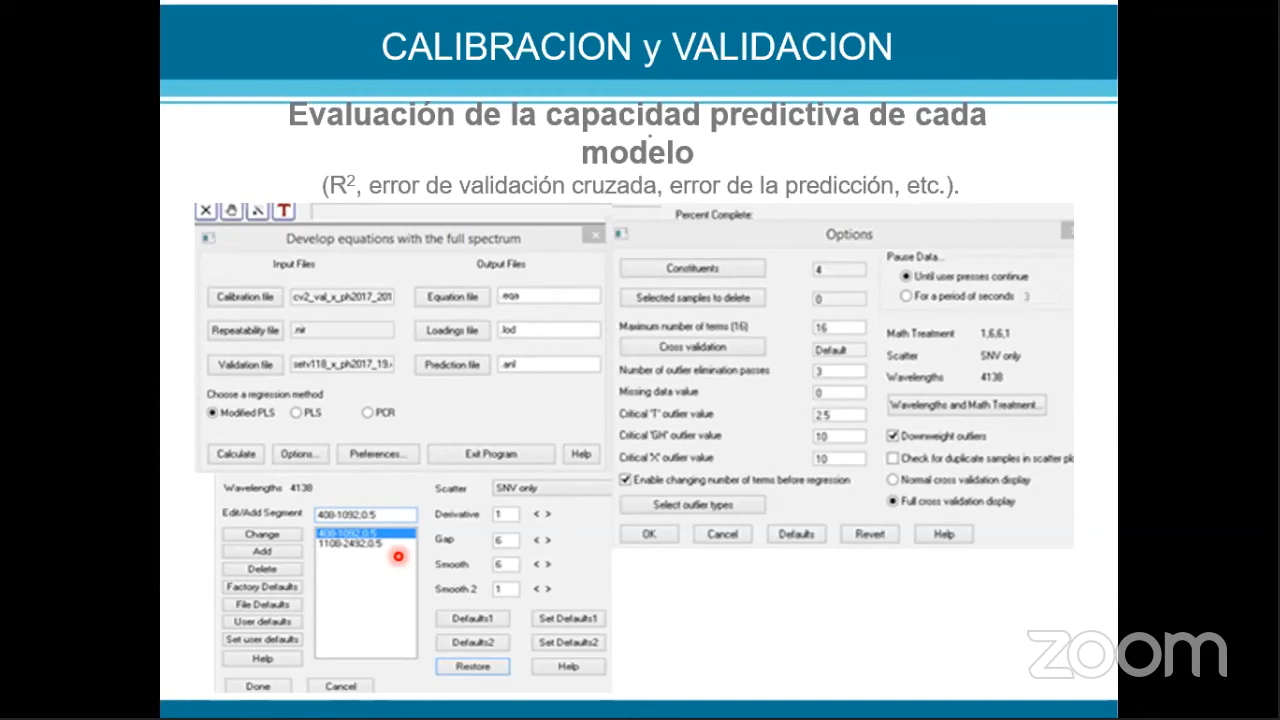 CALIBRACION y VALIDACION
Evaluación de la capacidad predictiva de cada
modelo
(R², error de validación cruzada, error de la predicción, etc.).
T
Develop equations with the full spectrum
Input Files
Output Files
Calibration file
cv2_val_x_ph2017_201
Equation file
.eqa
Repeatability file
.nir
Loadings file
.lod
Validation file
setv118_x_ph2017_19.
Prediction file
.anl
Choose a regression method
Modified PLS
PLS
PCR
Calculate
Options...
Preferences...
Exit Program
Help
Wavelengths 4138
Edit/Add Segment
408-1092,0.5
Change
Add
Delete
Factory Defaults
File Defaults
User defaults
Set user defaults
Help
Done
Cancel
408-1092,0.5
1108-2492,0.5
Scatter
SNV only
Derivative
1
< >
Gap
6
< >
Smooth
6
< >
Smooth 2
1
< >
Defaults1
Set Defaults1
Defaults2
Set Defaults2
Restore
Help
Percent Complete:
Options
Constituents
4
Selected samples to delete
0
Maximum number of terms (16)
16
Cross validation
Default
Number of outlier elimination passes
3
Missing data value
0
Critical 'T' outlier value
2.5
Critical 'GH' outlier value
10
Critical 'X' outlier value
10
Enable changing number of terms before regression
Select outlier types
OK
Cancel
Defaults
Revert
Help
Pause Data...
Until user presses continue
For a period of seconds 3
Math Treatment 1,6,6,1
Scatter SNV only
Wavelengths 4138
Wavelengths and Math Treatment...
Downweight outliers
Check for duplicate samples in scatter
Normal cross validation display
Full cross validation display
zoom